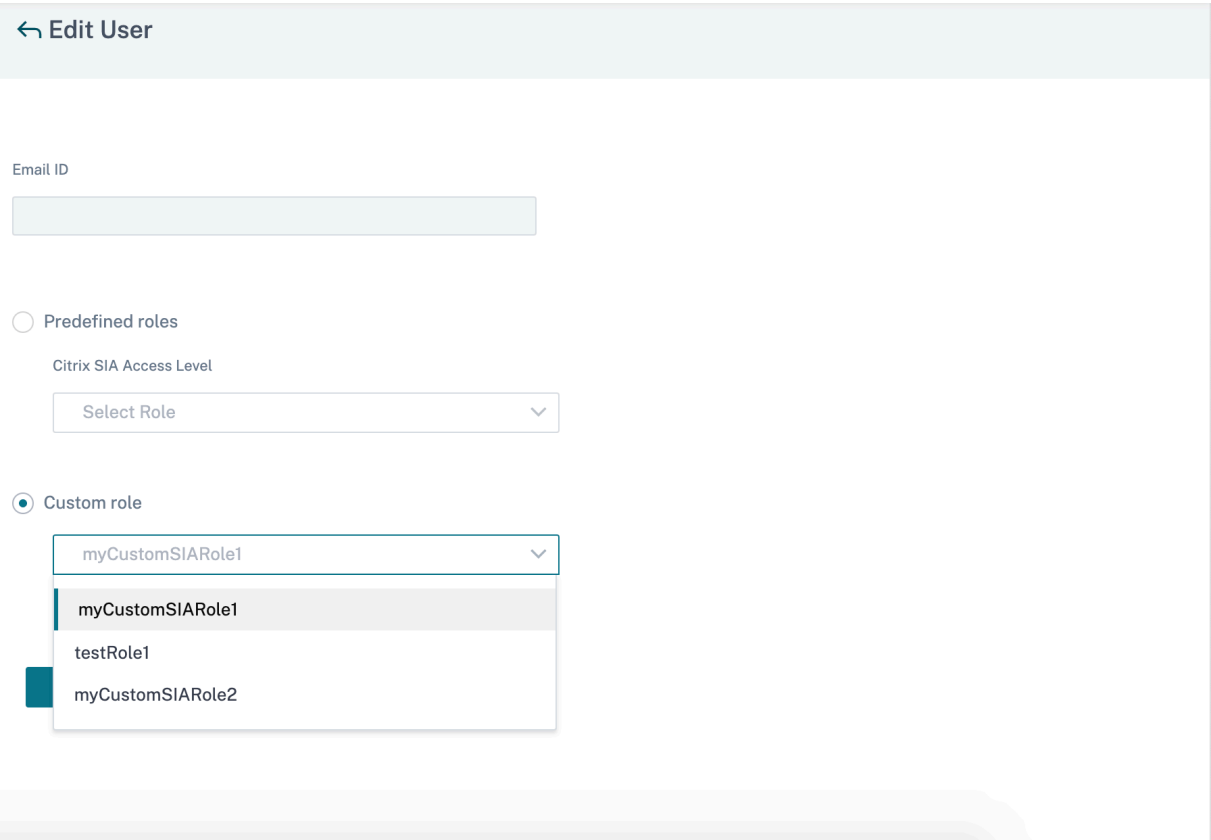 Edit User
Email ID
Predefined roles
Citrix SIA Access Level
Select Role
Custom role
myCustomSIARole1
myCustomSIARole1
testRole1
myCustomSIARole2